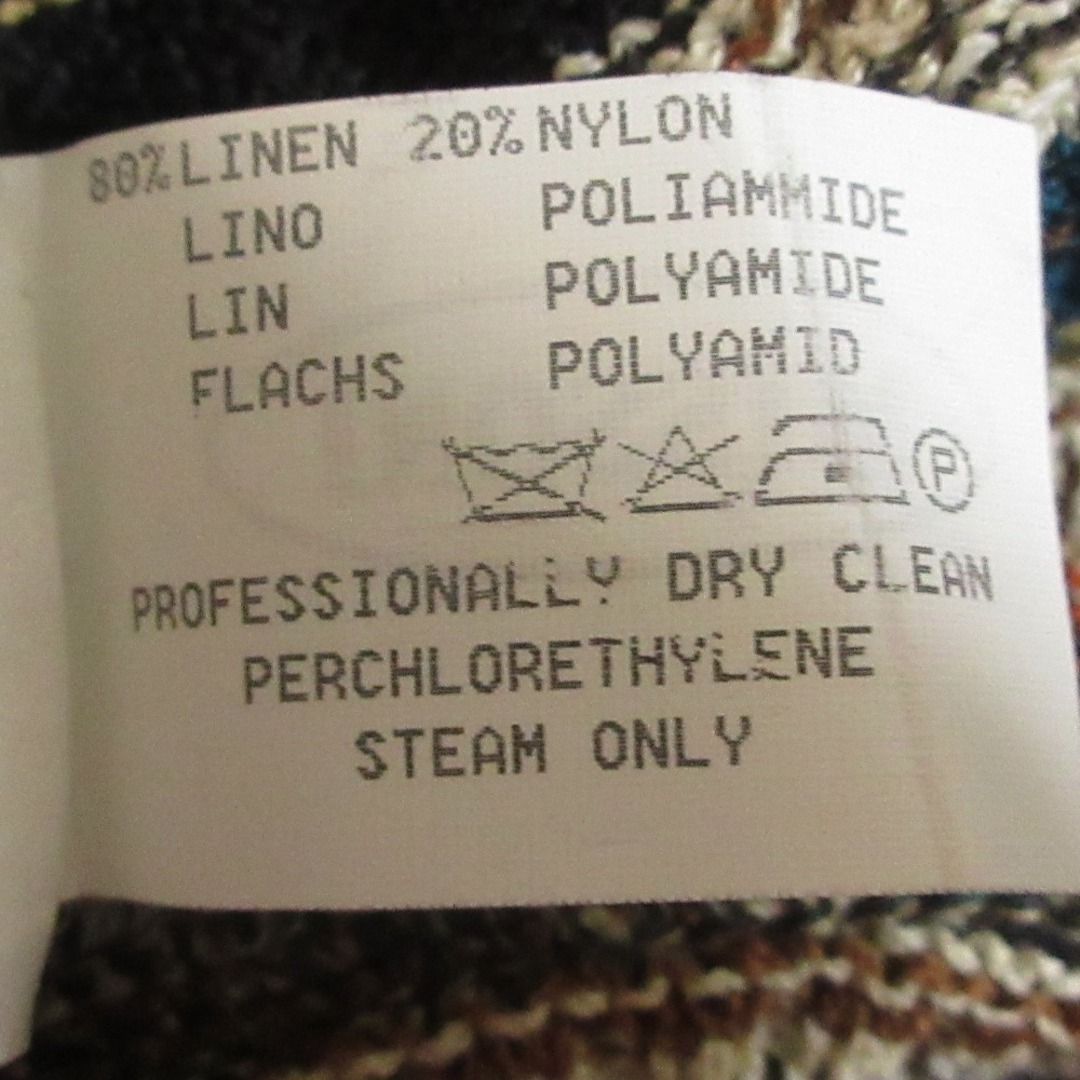 80% LINEN 20% NYLON
LINO POLIAMMIDE
LIN POLYAMIDE
FLACHS POLYAMID
P
PROFESSIONALLY DRY CLEAN
PERCHLORETHYLENE
STEAM ONLY